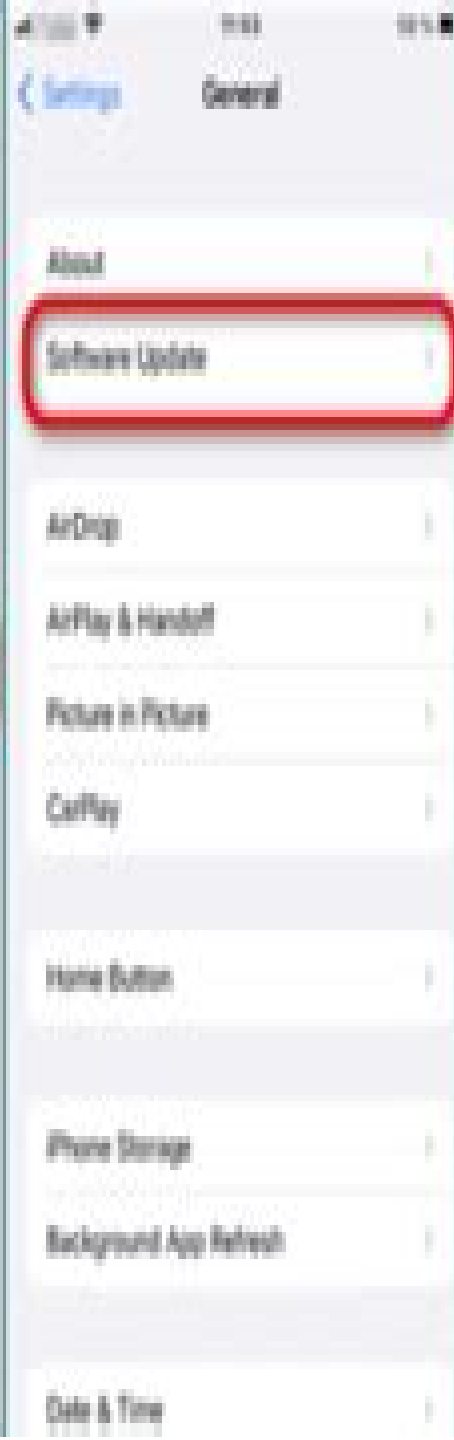 Settings General
About
Software Update
AirDrop
AirPlay & Handoff
Picture in Picture
CarPlay
Home Button
iPhone Storage
Background App Refresh
Date & Time